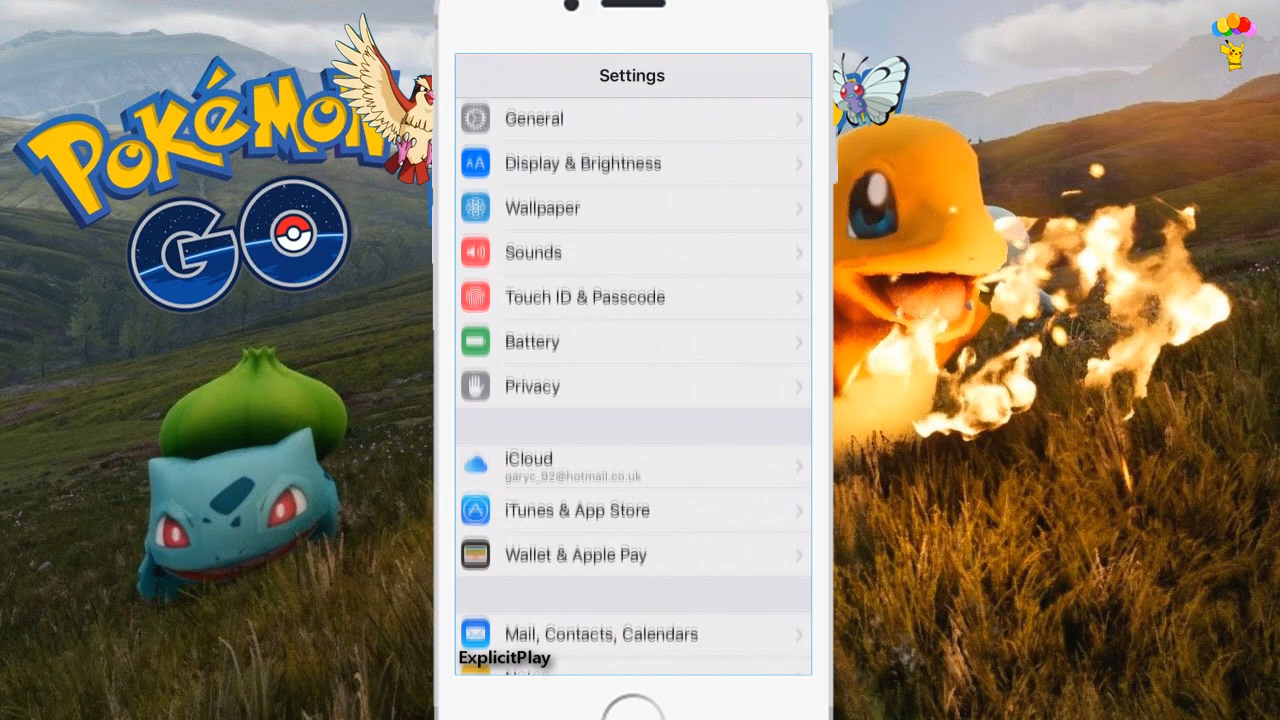 Pokémon
GO
Settings
General
Display & Brightness
Wallpaper
Sounds
Touch ID & Passcode
Battery
Privacy
iCloud
garyc_92@hotmail.co.uk
iTunes & App Store
Wallet & Apple Pay
Mail, Contacts, Calendars
ExplicitPlay